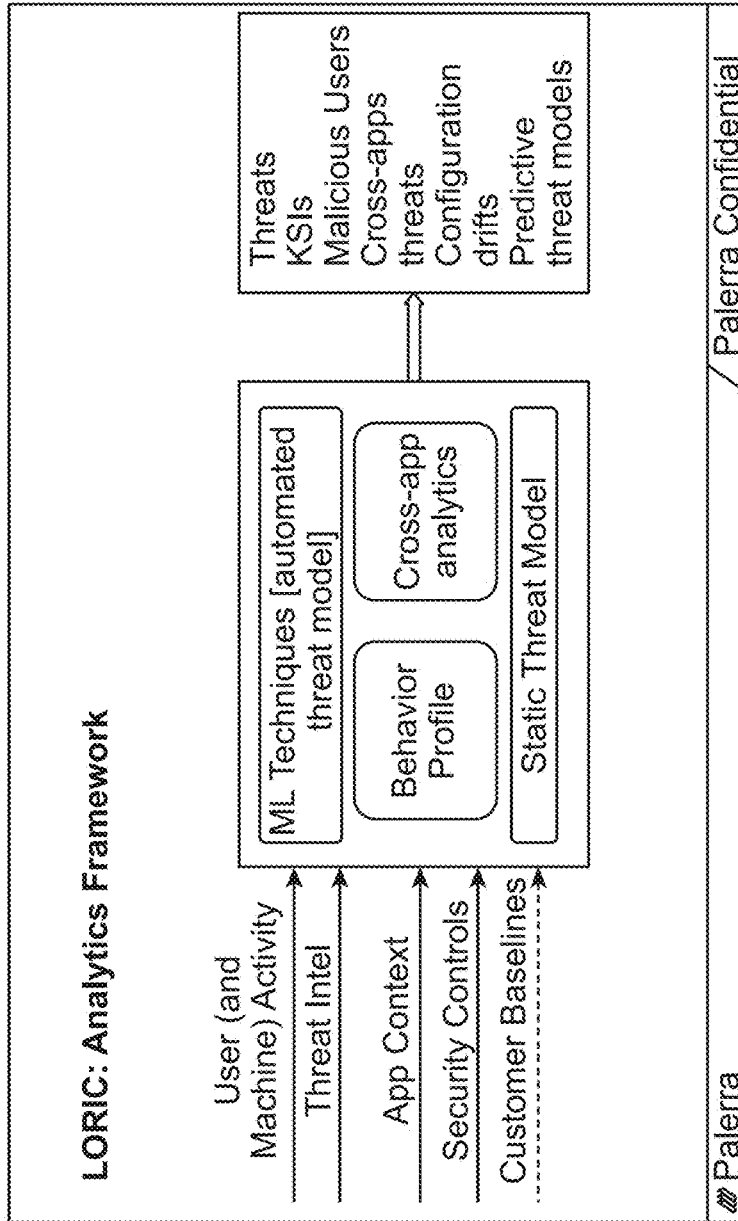 LORIC: Analytics Framework
User (and
Machine) Activity
Threat Intel
App Context
Security Controls
Customer Baselines
ML Techniques [automated
threat model]
Behavior
Profile
Cross-app
analytics
Static Threat Model
Threats
KSIs
Malicious Users
Cross-apps
threats
Configuration
drifts
Predictive
threat models
Palerra
Palerra Confidential